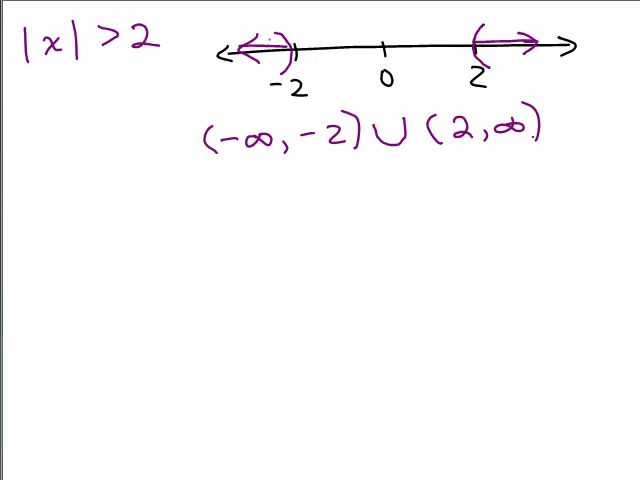 |x| > 2
-2 0 2
(-∞, -2) ∪ (2, ∞)